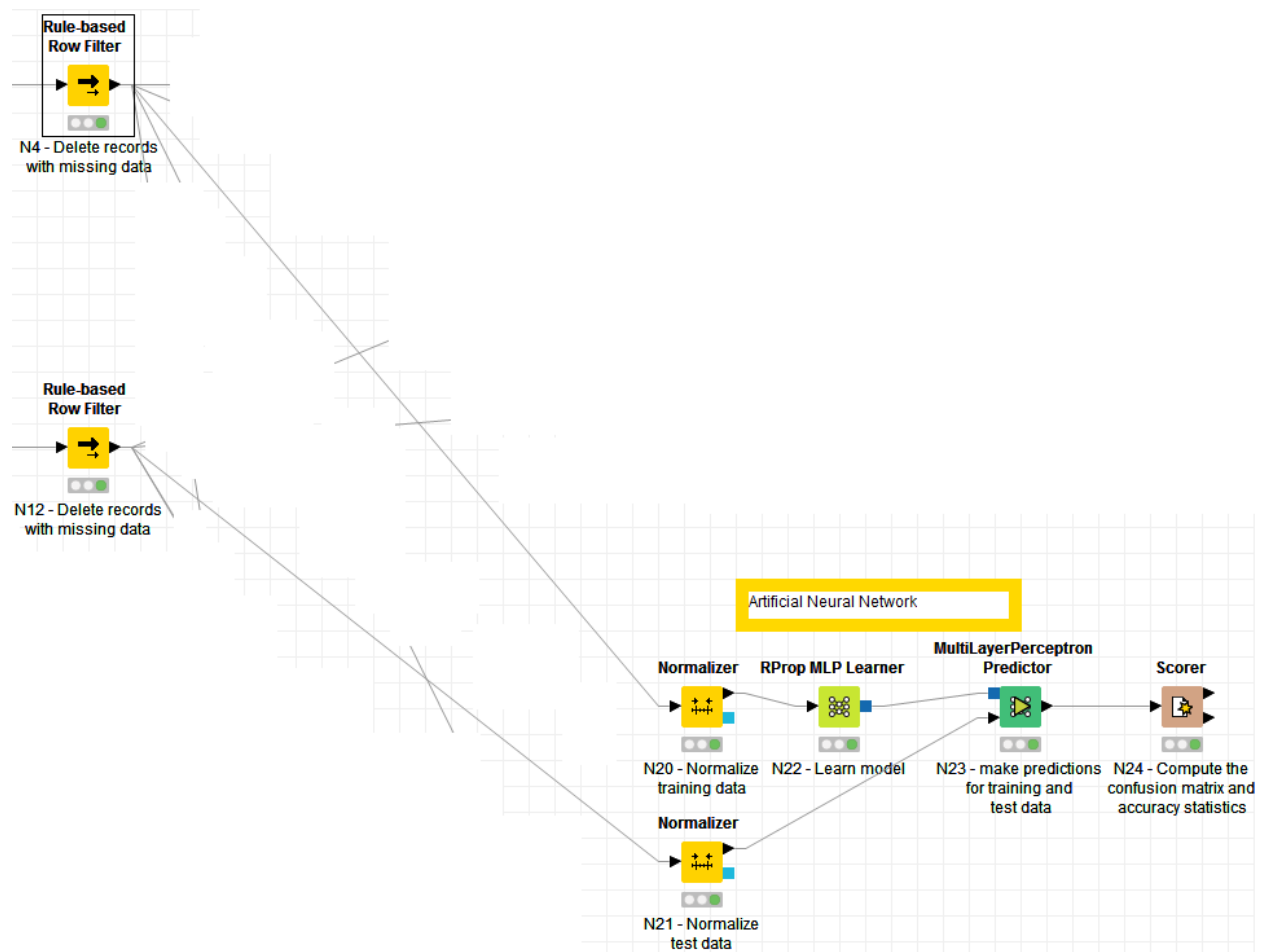 Rule-based
Row Filter
N4 - Delete records
with missing data
Rule-based
Row Filter
N12 - Delete records
with missing data
Artificial Neural Network
Normalizer
N20 - Normalize
training data
RProp MLP Learner
N22 - Learn model
MultiLayerPerceptron
Predictor
N23 - make predictions
for training and
test data
Scorer
N24 - Compute the
confusion matrix and
accuracy statistics
Normalizer
N21 - Normalize
test data